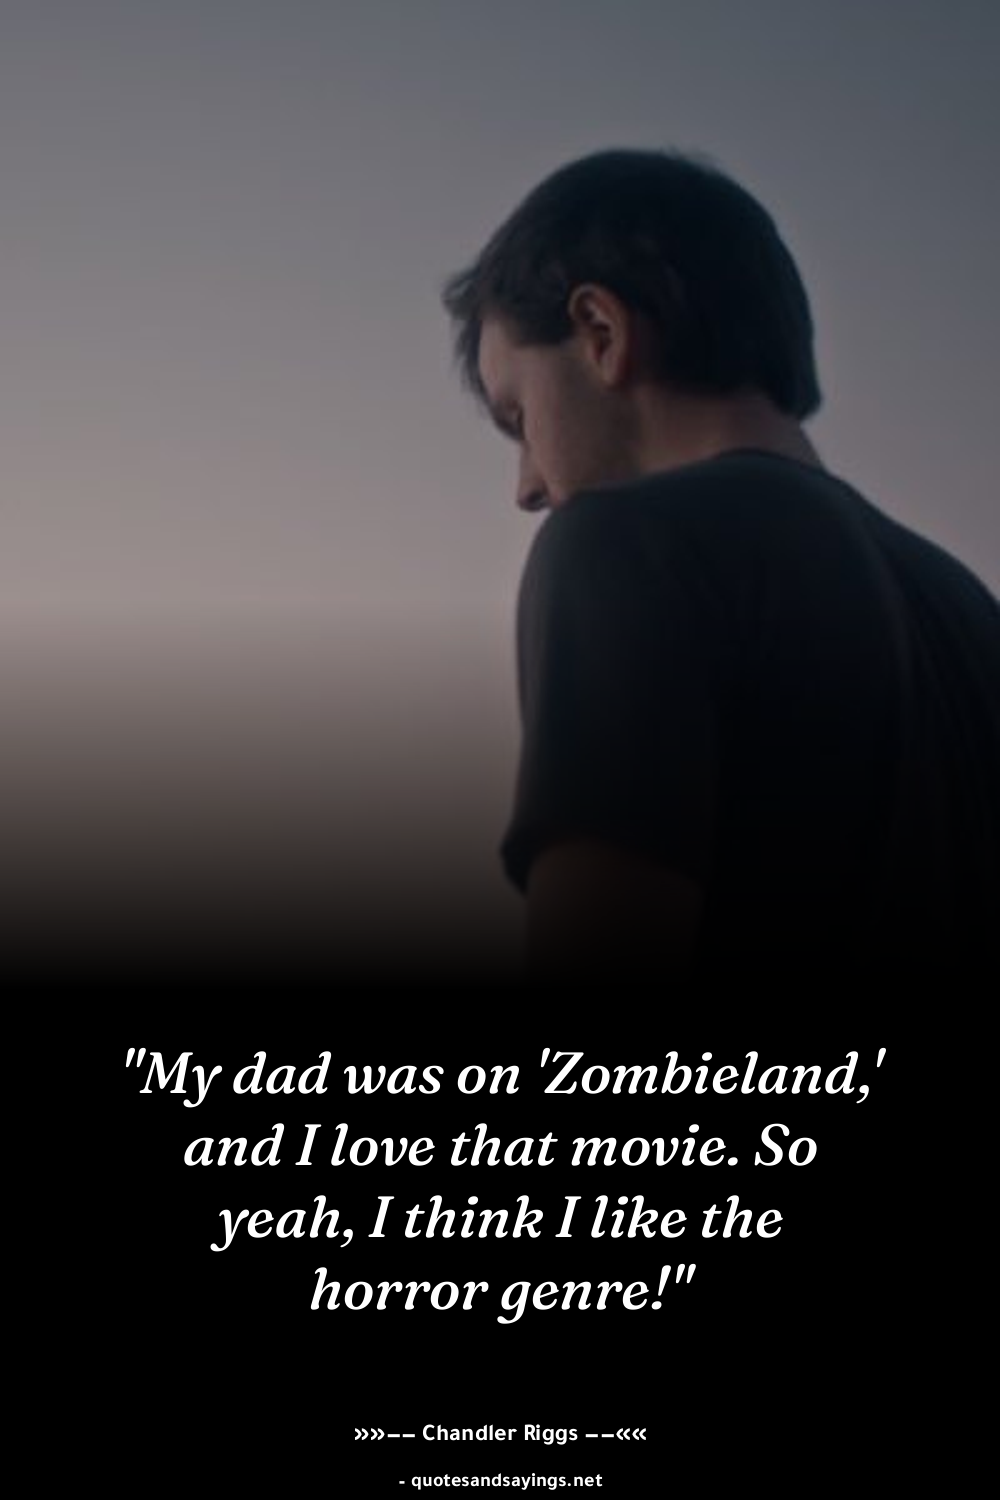 "My dad was on 'Zombieland,'
and I love that movie. So
yeah, I think I like the
horror genre!"
»»−− Chandler Riggs −−««
- quotesandsayings.net